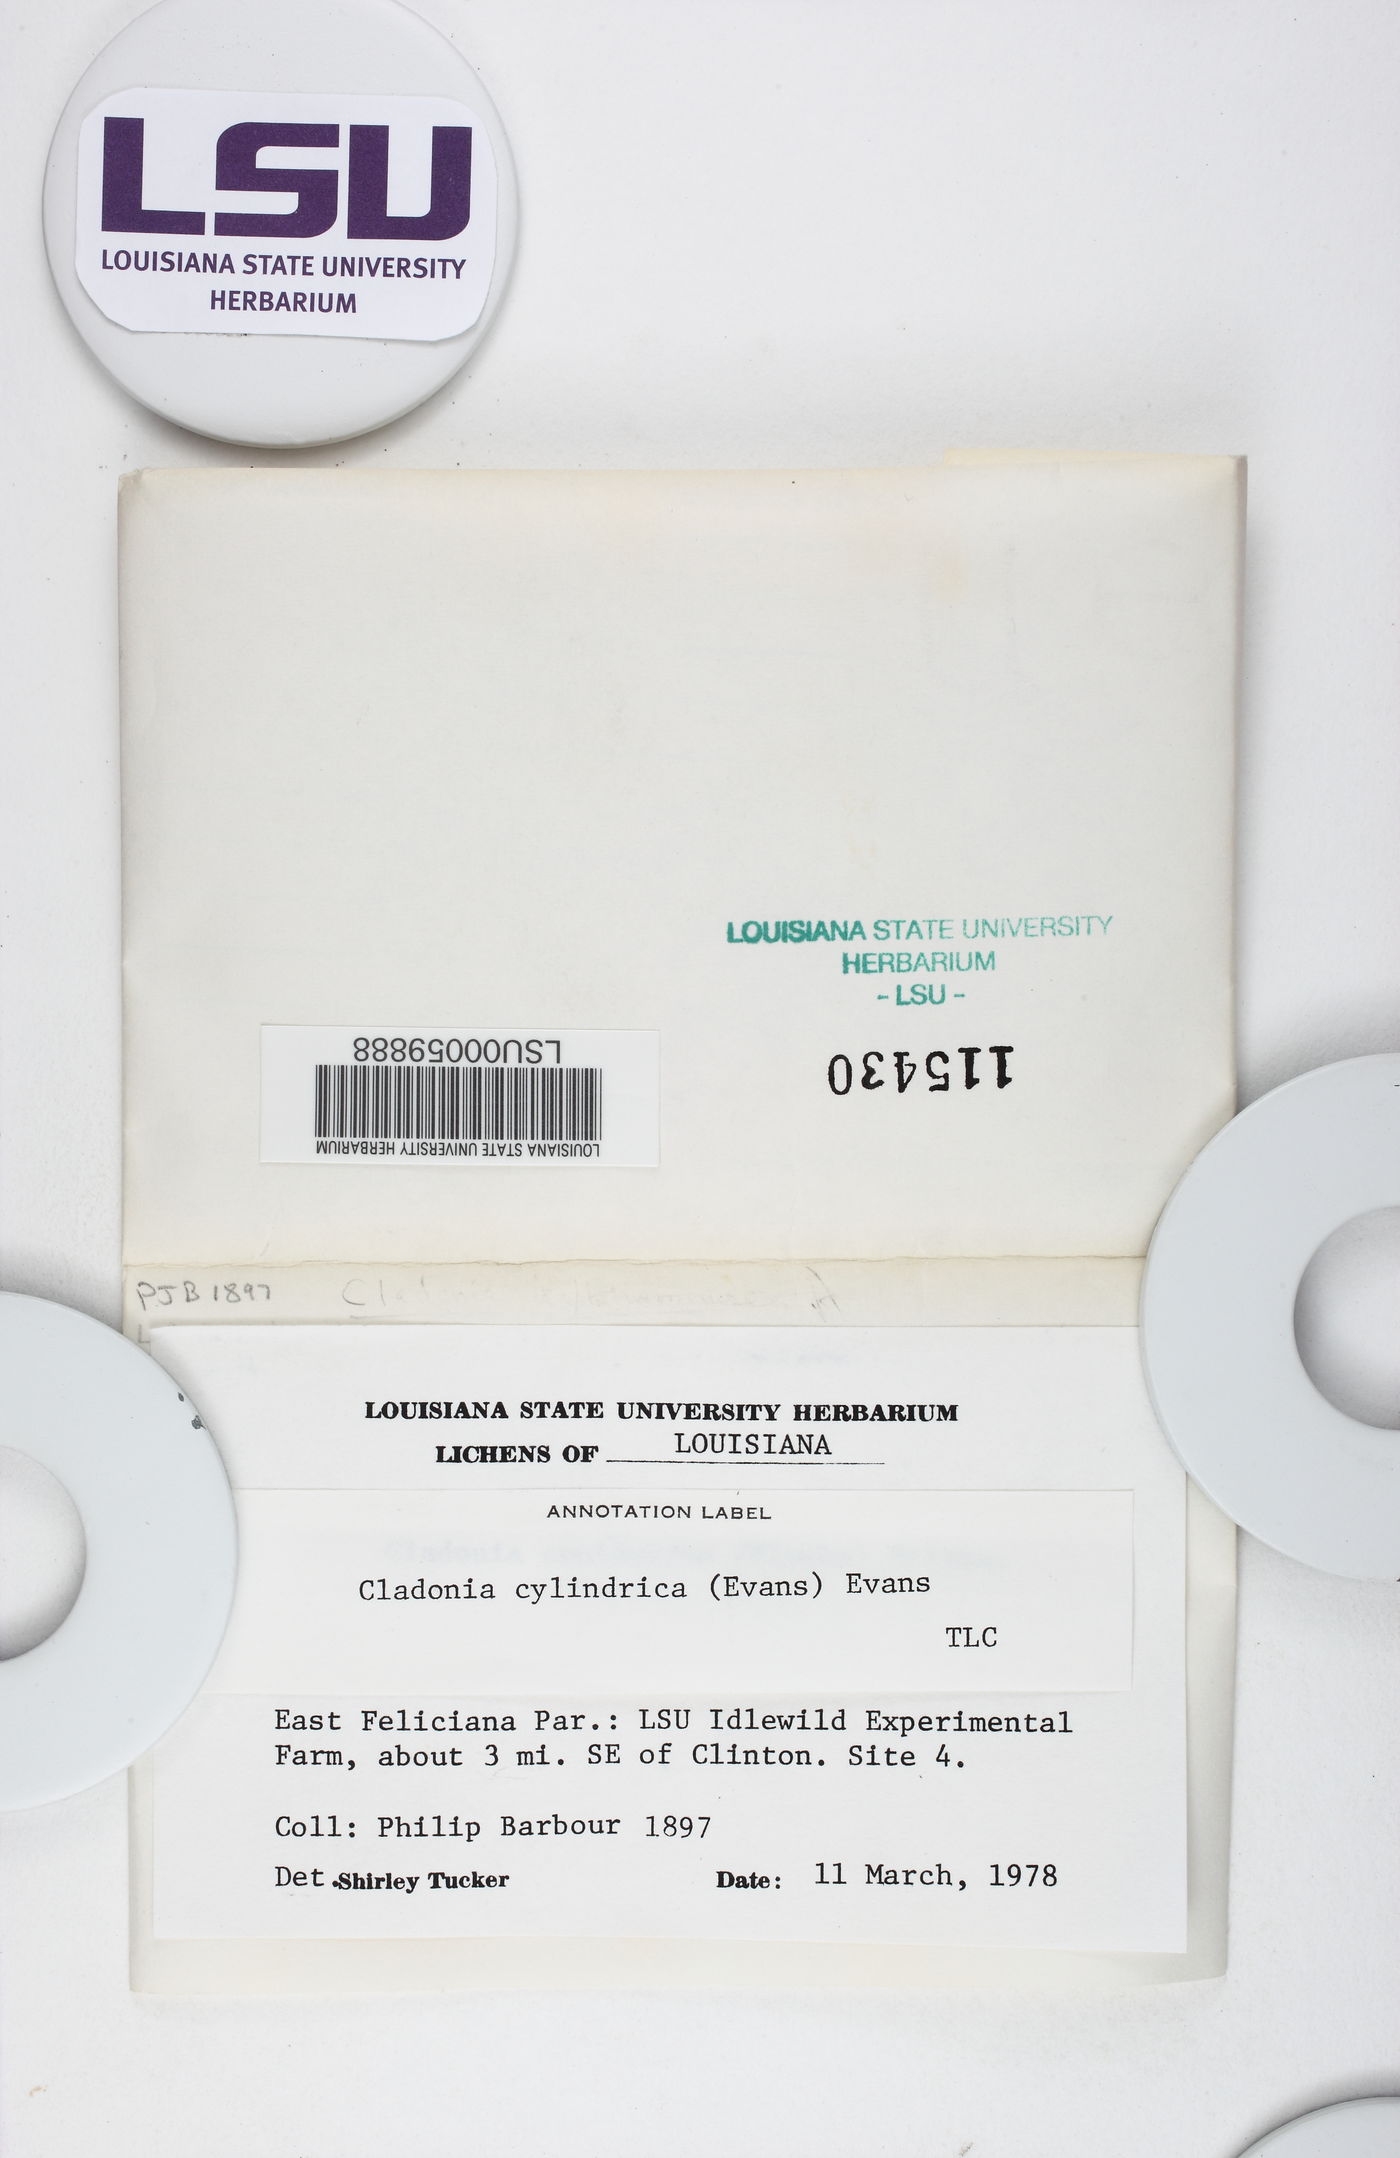 LSU
LOUISIANA STATE UNIVERSITY
HERBARIUM
LOUISIANA STATE UNIVERSITY
HERBARIUM
- LSU -
115430
LSU00059888
LOUISIANA STATE UNIVERSITY HERBARIUM
PJB 1897
LOUISIANA STATE UNIVERSITY HERBARIUM
LICHENS OF LOUISIANA
ANNOTATION LABEL
Cladonia cylindrica (Evans) Evans
TLC
East Feliciana Par.: LSU Idlewild Experimental
Farm, about 3 mi. SE of Clinton. Site 4.
Coll: Philip Barbour 1897
Det.Shirley Tucker Date: 11 March, 1978